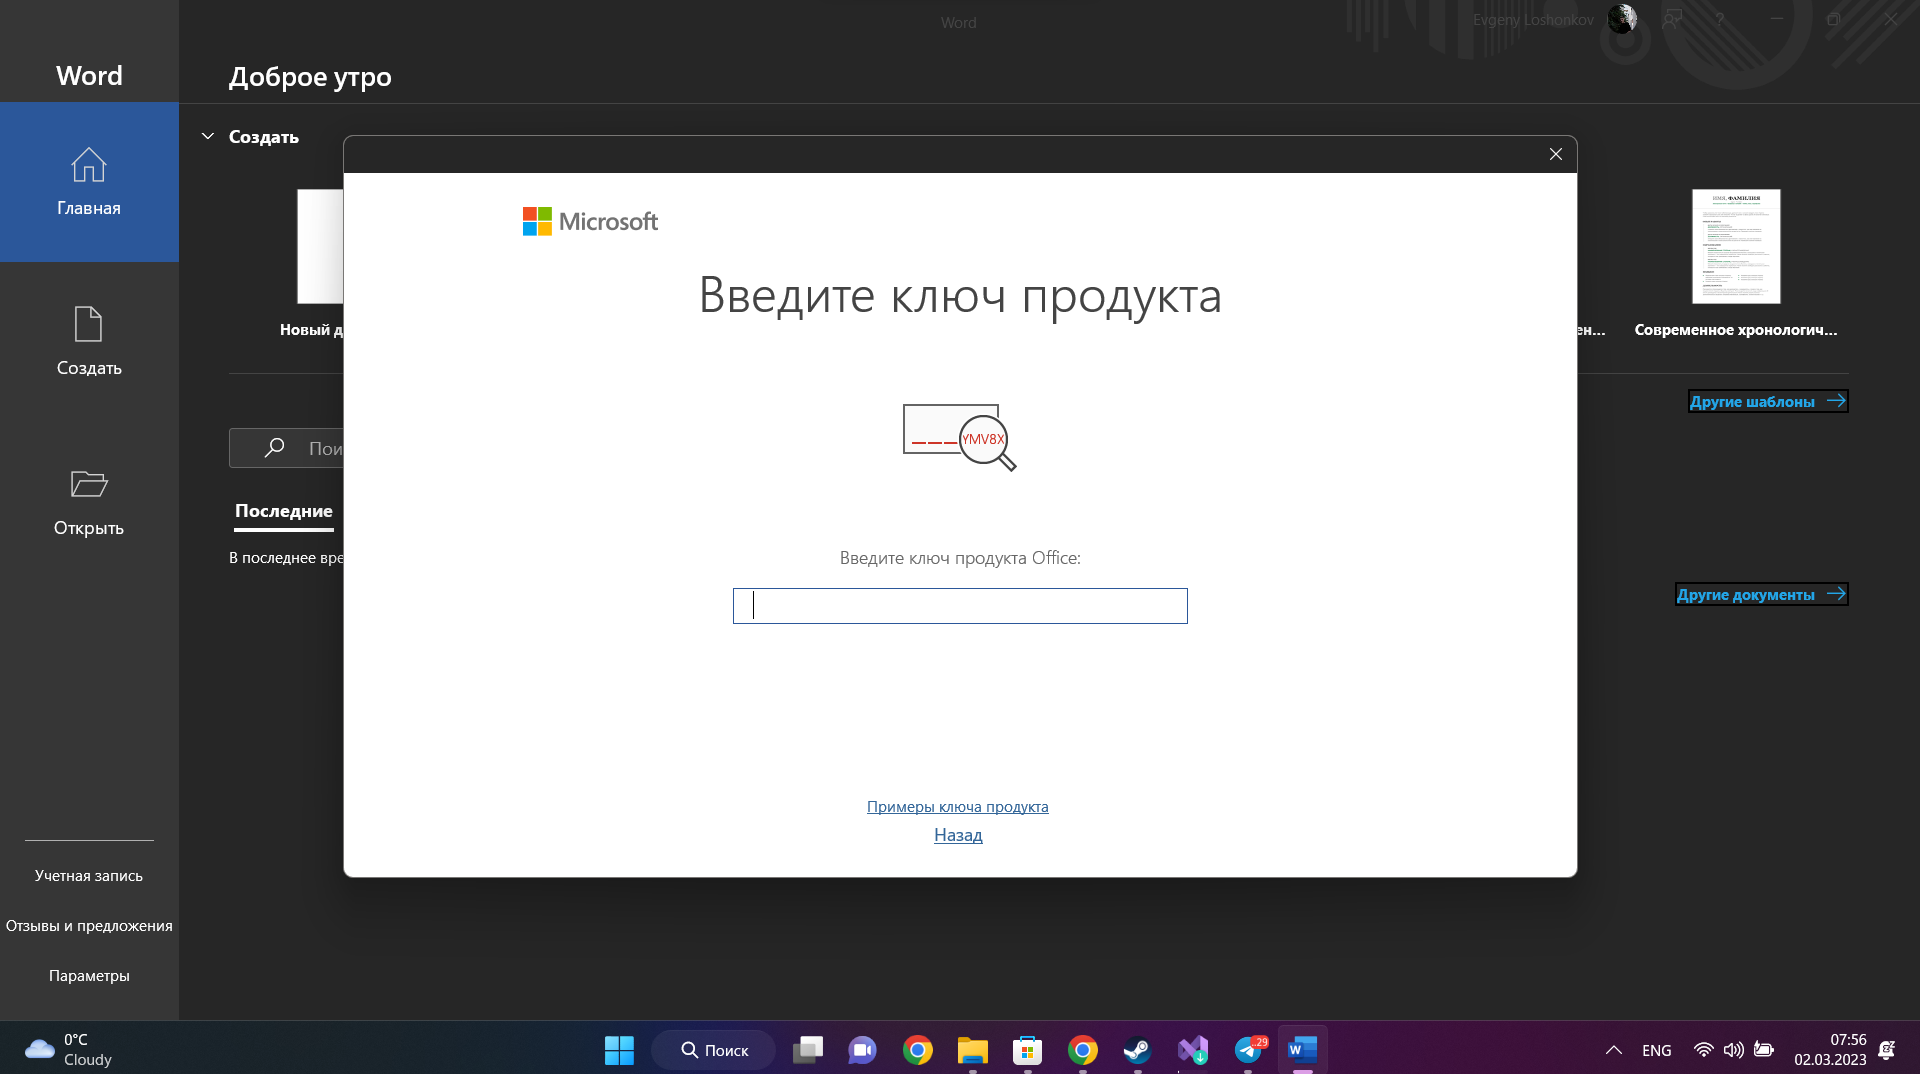 Word
Evgeny Loshonkov
Word
Доброе утро
Главная
Создать
Открыть
Создать
Новый д
ен...
Современное хронологич...
ИМЯ, ФАМИЛИЯ
Другие шаблоны
Пои
Последние
В последнее вре
Другие документы
Microsoft
Введите ключ продукта
YMV8X
Введите ключ продукта Office:
Примеры ключа продукта
Назад
Учетная запись
Отзывы и предложения
Параметры
0°C
Cloudy
Поиск
..29
W
ENG
07:56
02.03.2023